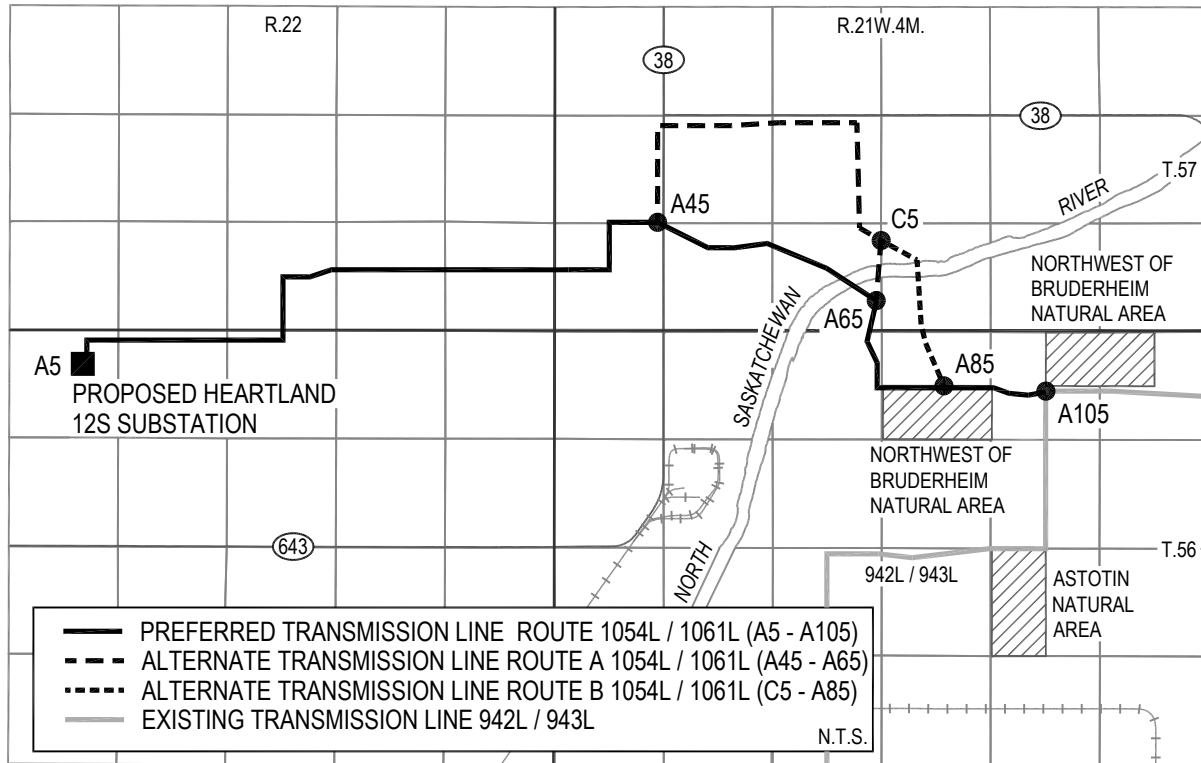 R.22
R.21W.4M.
38
38
T.57
A45
C5
RIVER
NORTHWEST OF
BRUDERHEIM
NATURAL AREA
A65
SASKATCHEWAN
A5
PROPOSED HEARTLAND
12S SUBSTATION
A85
A105
NORTHWEST OF
BRUDERHEIM
NATURAL AREA
643
NORTH
T.56
942L / 943L
ASTOTIN
NATURAL
AREA
PREFERRED TRANSMISSION LINE ROUTE 1054L / 1061L (A5 - A105)
ALTERNATE TRANSMISSION LINE ROUTE A 1054L / 1061L (A45 - A65)
ALTERNATE TRANSMISSION LINE ROUTE B 1054L / 1061L (C5 - A85)
EXISTING TRANSMISSION LINE 942L / 943L
N.T.S.